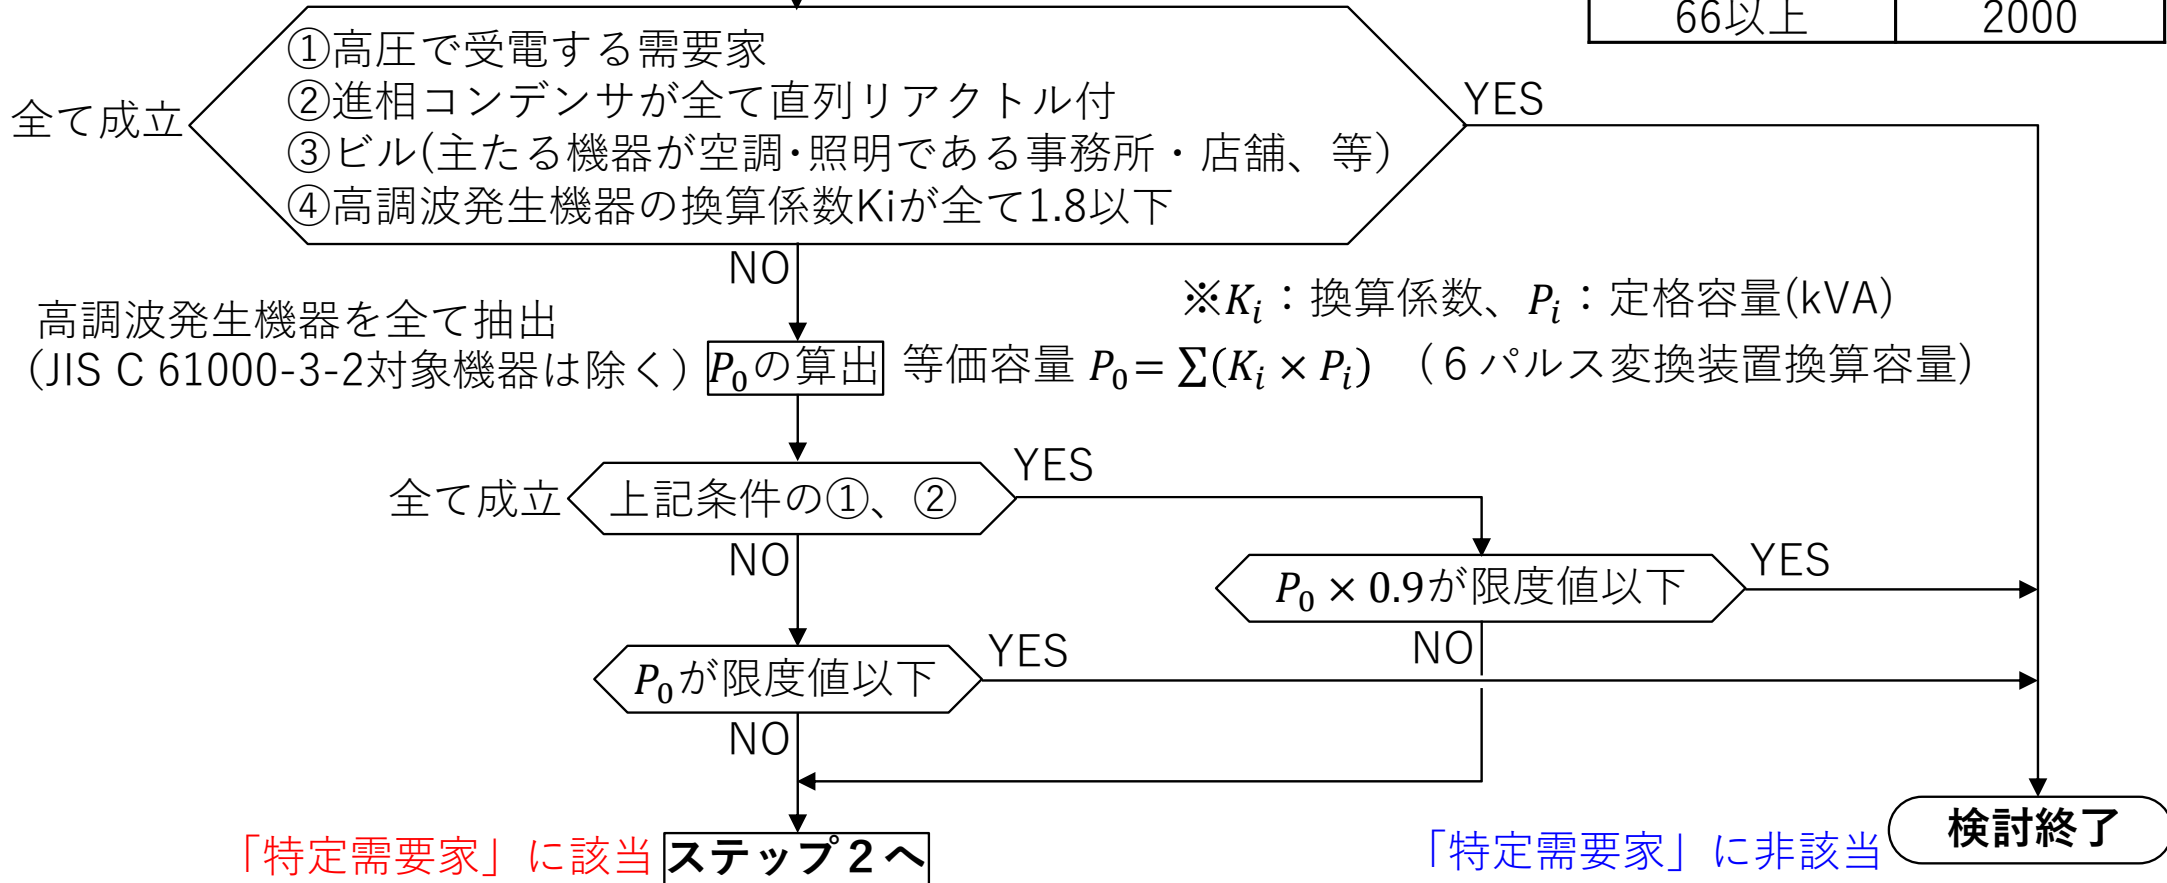 66以上 2000
①高圧で受電する需要家
②進相コンデンサが全て直列リアクトル付
③ビル(主たる機器が空調・照明である事務所・店舗、等)
④高調波発生機器の換算係数Kiが全て1.8以下
全て成立
YES
NO
※K_i：換算係数、P_i：定格容量(kVA)
高調波発生機器を全て抽出
(JIS C 61000-3-2対象機器は除く)
P_0の算出
等価容量 P_0=∑(K_i × P_i) (６パルス変換装置換算容量)
全て成立
上記条件の①、②
YES
NO
P_0 × 0.9が限度値以下
YES
NO
P_0が限度値以下
YES
NO
「特定需要家」に該当
ステップ２へ
「特定需要家」に非該当
検討終了